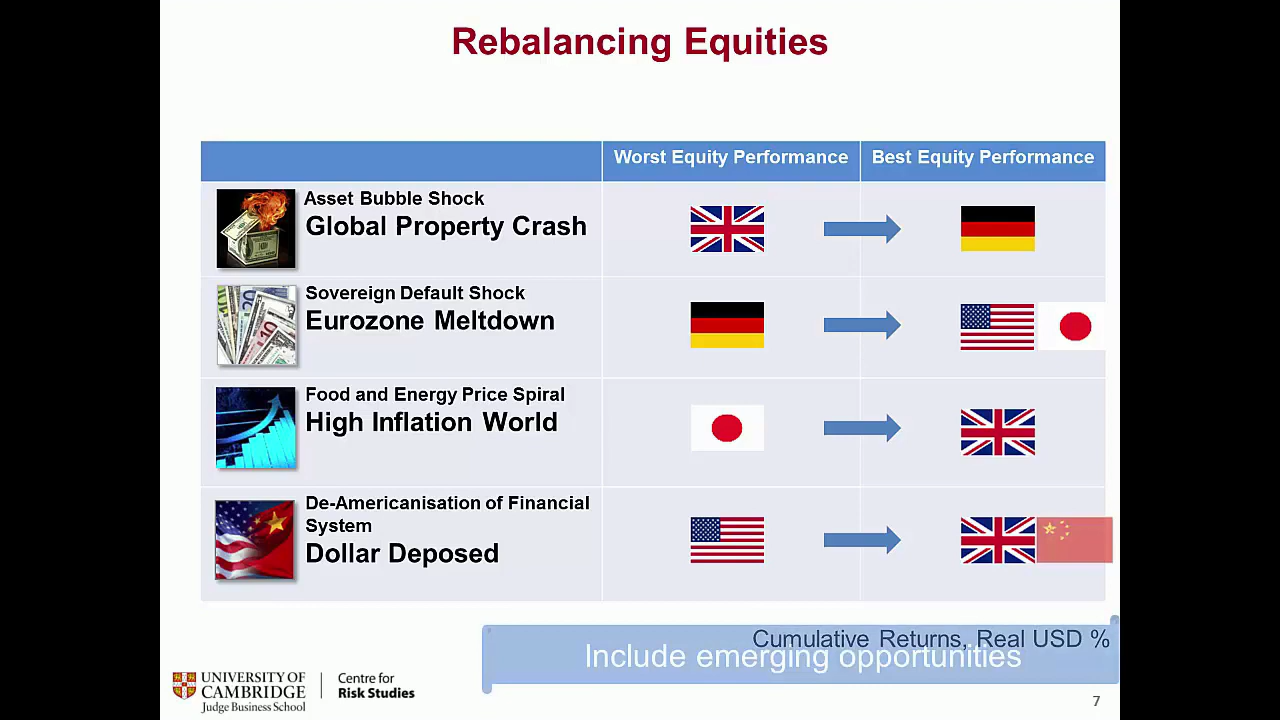 Rebalancing Equities
Worst Equity Performance
Best Equity Performance
Asset Bubble Shock
Global Property Crash
Sovereign Default Shock
Eurozone Meltdown
Food and Energy Price Spiral
High Inflation World
De-Americanisation of Financial
System
Dollar Deposed
Cumulative Returns, Real USD %
Include emerging opportunities
UNIVERSITY OF
CAMBRIDGE
Judge Business School
Centre for
Risk Studies
7